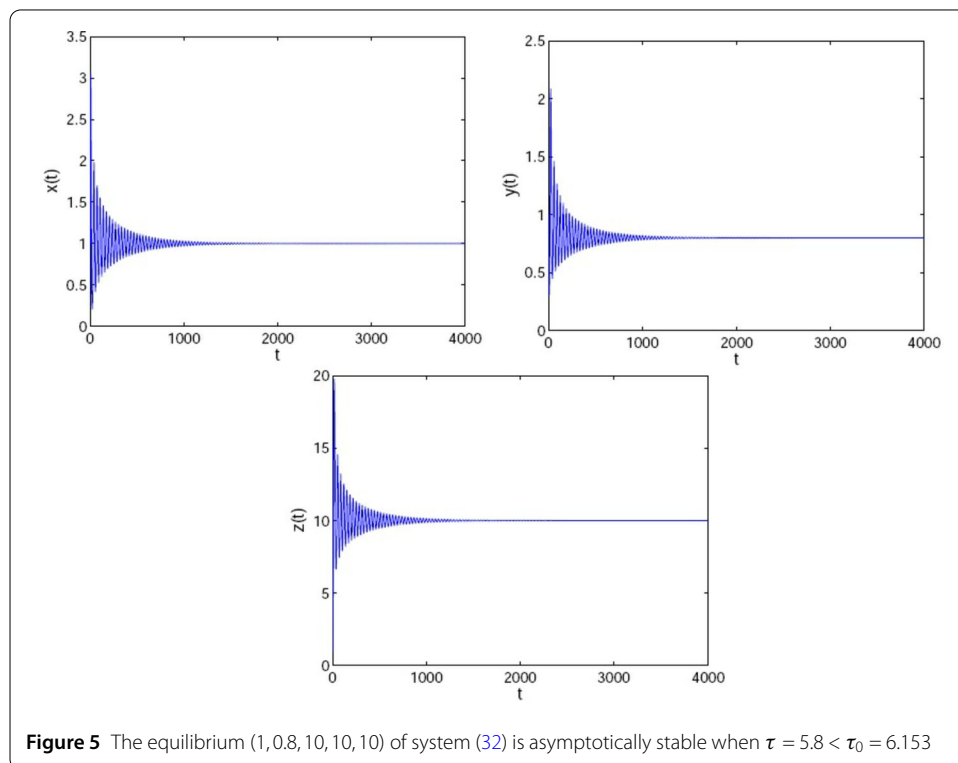 3.5
3
2.5
2
1.5
1
0.5
0
x(t)
0 1000 2000 3000 4000
t
2.5
2
1.5
1
0.5
0
y(t)
0 1000 2000 3000 4000
t
20
15
10
5
0
z(t)
0 1000 2000 3000 4000
t
Figure 5 The equilibrium (1, 0.8, 10, 10, 10) of system (32) is asymptotically stable when τ = 5.8 < τ₀ = 6.153